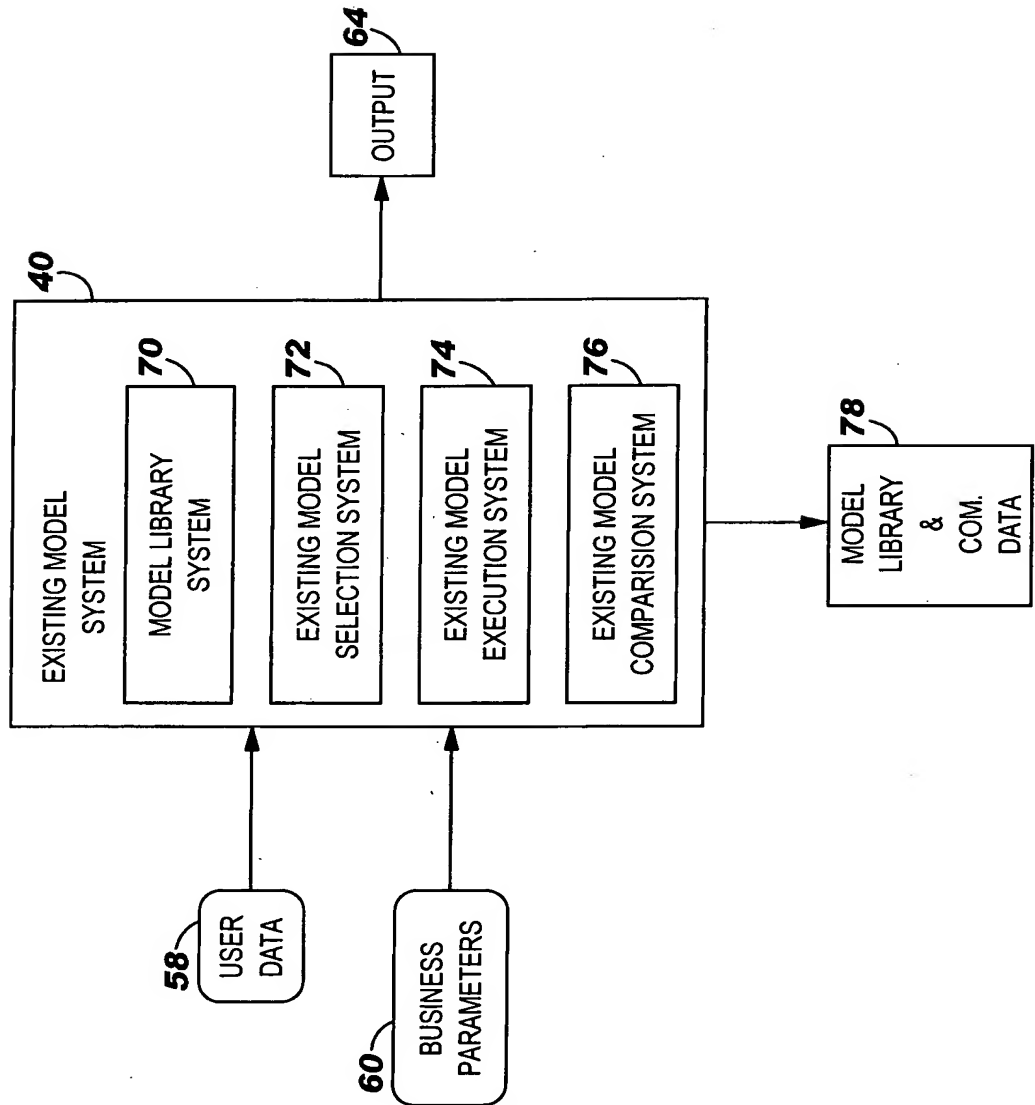 40
EXISTING MODEL
SYSTEM
70
MODEL LIBRARY
SYSTEM
72
EXISTING MODEL
SELECTION SYSTEM
74
EXISTING MODEL
EXECUTION SYSTEM
76
EXISTING MODEL
COMPARISION SYSTEM
58
USER
DATA
60
BUSINESS
PARAMETERS
64
OUTPUT
78
MODEL
LIBRARY
&
COM.
DATA